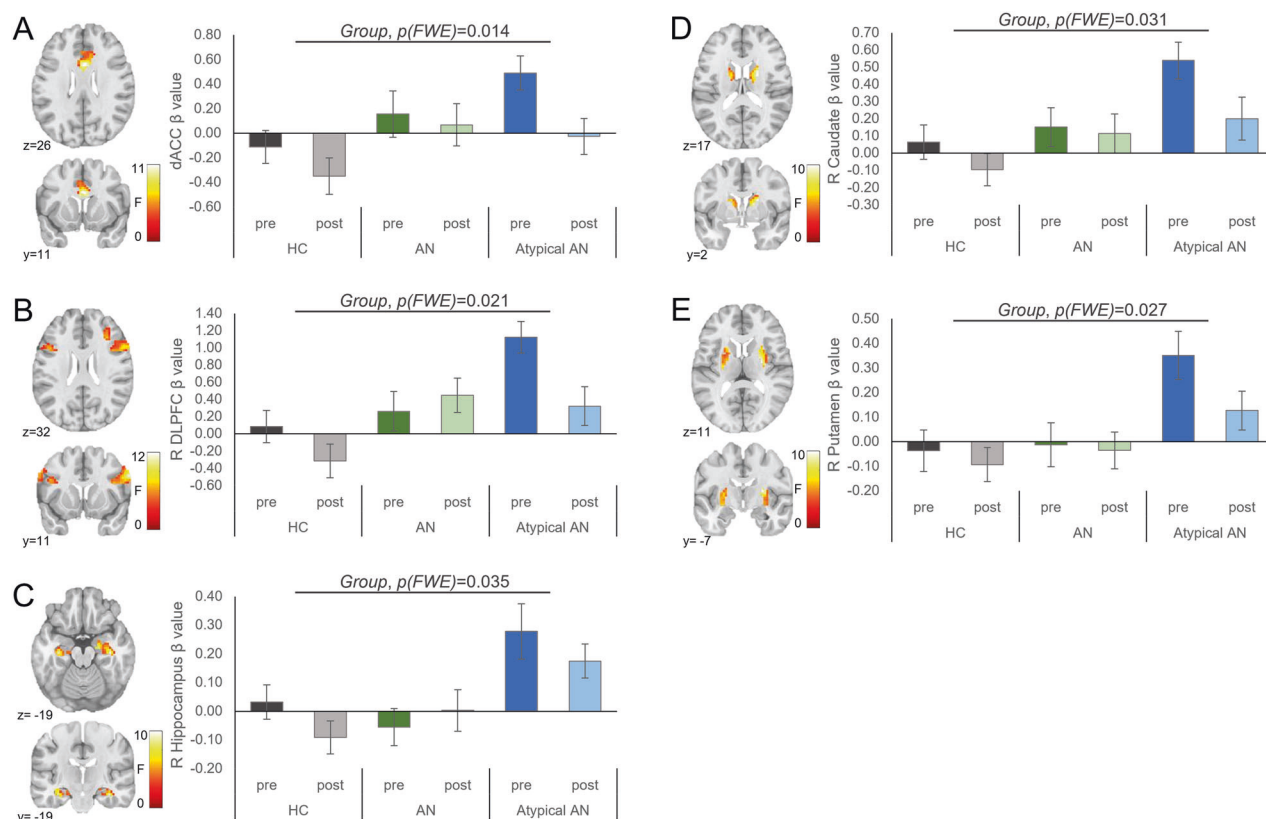 A
z=26
y=11
11
F
0
Group, p(FWE)=0.014
dACC β value
0.80
0.60
0.40
0.20
0.00
-0.20
-0.40
-0.60
pre post pre post pre post
HC AN Atypical AN
B
z=32
y=11
12
F
0
Group, p(FWE)=0.021
R DLPFC β value
1.40
1.20
1.00
0.80
0.60
0.40
0.20
0.00
-0.20
-0.40
-0.60
pre post pre post pre post
HC AN Atypical AN
C
z= -19
y= -19
10
F
0
Group, p(FWE)=0.035
R Hippocampus β value
0.40
0.30
0.20
0.10
0.00
-0.10
-0.20
pre post pre post pre post
HC AN Atypical AN
D
z=17
y=2
10
F
0
Group, p(FWE)=0.031
R Caudate β value
0.70
0.60
0.50
0.40
0.30
0.20
0.10
0.00
-0.10
-0.20
-0.30
pre post pre post pre post
HC AN Atypical AN
E
z=11
y= -7
10
F
0
Group, p(FWE)=0.027
R Putamen β value
0.50
0.40
0.30
0.20
0.10
0.00
-0.10
-0.20
pre post pre post pre post
HC AN Atypical AN